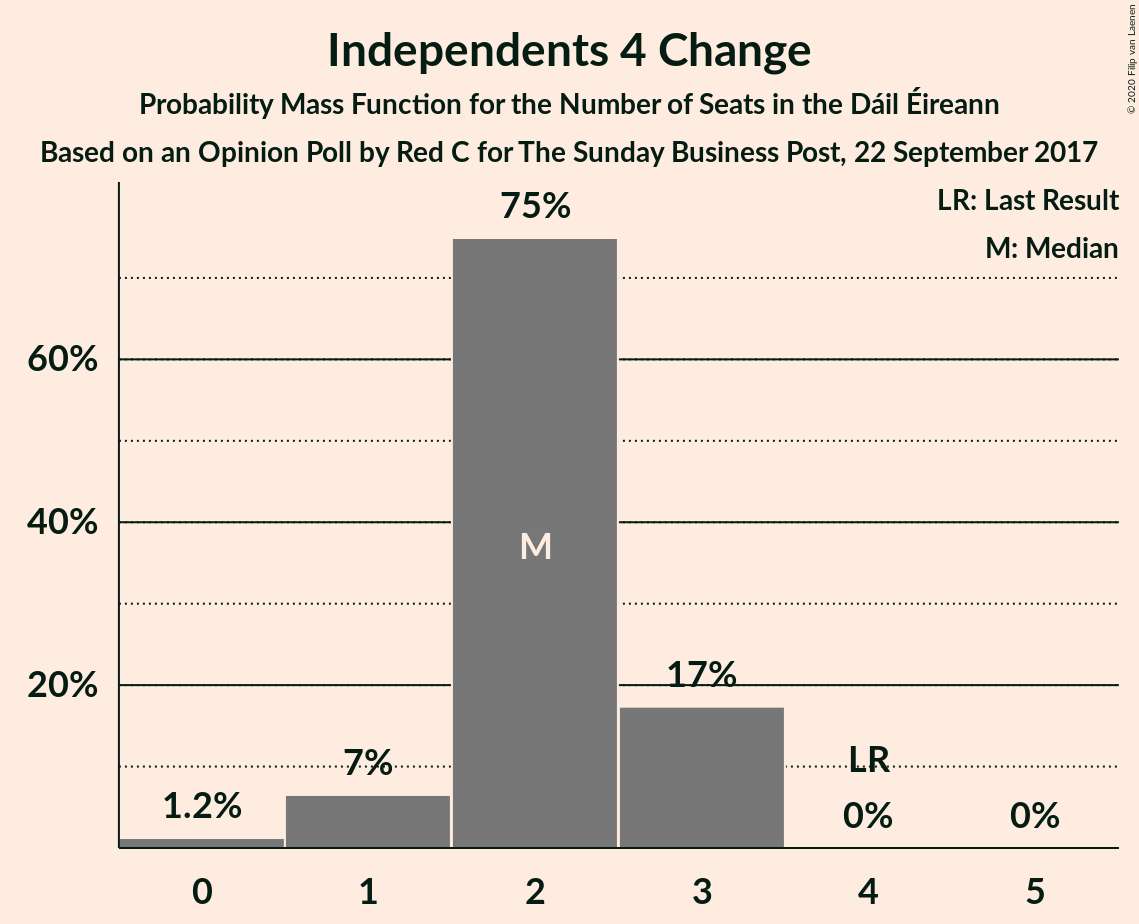 Independents 4 Change
Probability Mass Function for the Number of Seats in the Dáil Éireann
Based on an Opinion Poll by Red C for The Sunday Business Post, 22 September 2017
© 2020 Filip van Laenen
LR: Last Result
M: Median
75%
60%
40%
M
20%
17%
7%
1.2%
LR
0%
0%
0 1 2 3 4 5